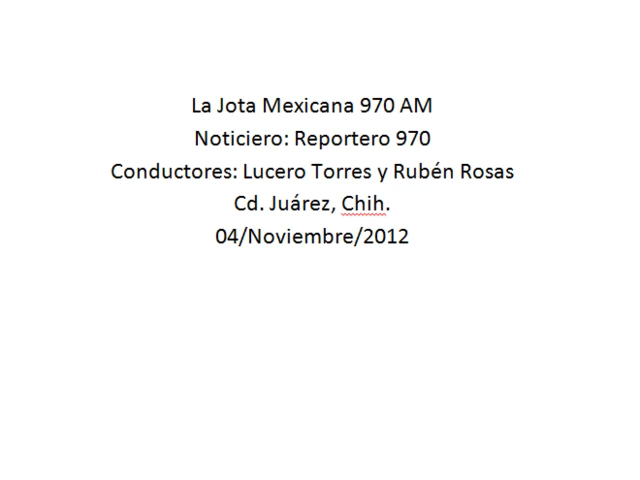 La Jota Mexicana 970 AM
Noticiero: Reportero 970
Conductores: Lucero Torres y Rubén Rosas
Cd. Juárez, Chih.
04/Noviembre/2012